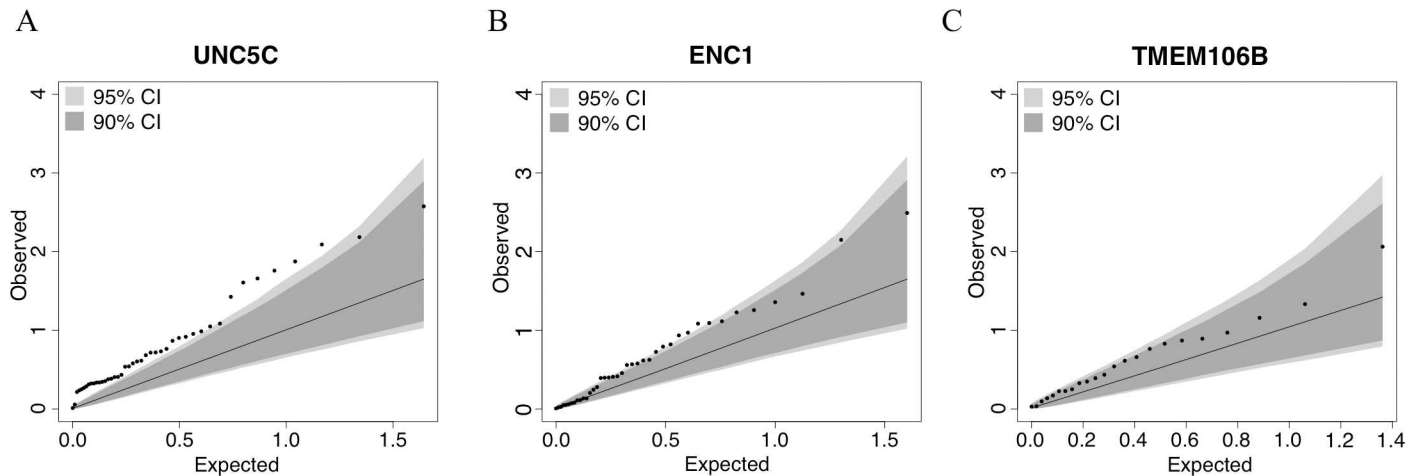 A
UNC5C
95% CI
90% CI
4
3
2
1
0
Observed
0.0 0.5 1.0 1.5
Expected
B
ENC1
95% CI
90% CI
4
3
2
1
0
Observed
0.0 0.5 1.0 1.5
Expected
C
TMEM106B
95% CI
90% CI
4
3
2
1
0
Observed
0.0 0.2 0.4 0.6 0.8 1.0 1.2 1.4
Expected